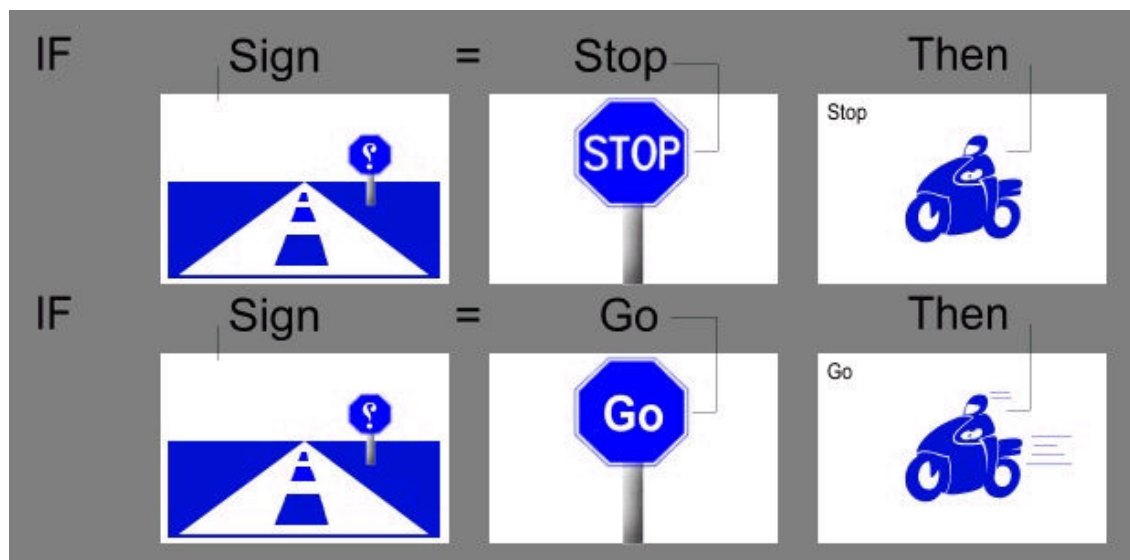 IF Sign = Stop Then
؟
STOP
Stop
IF Sign = Go Then
؟
Go
Go